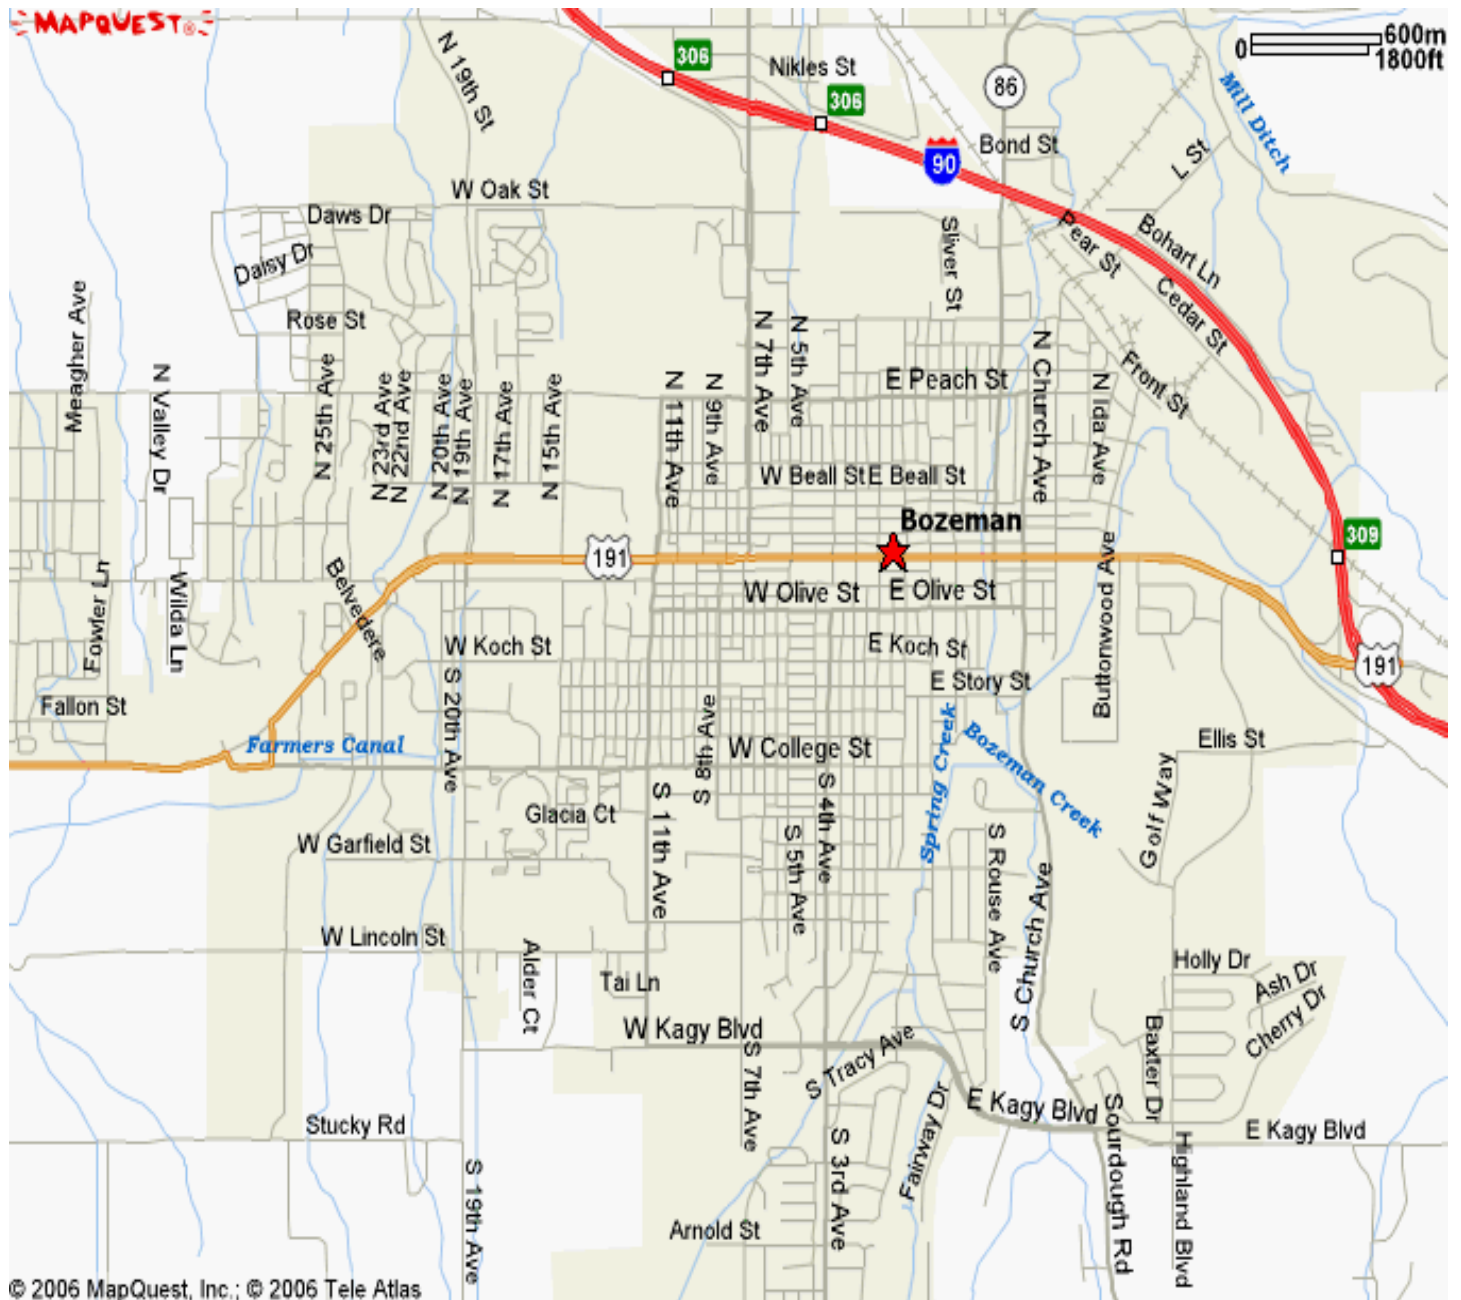 MAPQUEST®
600m
0
1800ft
N 19th St
306
Nikles St
306
86
Mill Ditch
90
Bond St
L St
W Oak St
Daws Dr
Daisy Dr
Sliver St
Pear St
Bohart Ln
Cedar St
Meagher Ave
Rose St
N 7th Ave
N 5th Ave
N Church Ave
Front St
N Valley Dr
N 25th Ave
N 23rd Ave
N 22nd Ave
N 20th Ave
N 19th Ave
N 17th Ave
N 15th Ave
N 11th Ave
N 9th Ave
E Peach St
N Ida Ave
W Beall St
E Beall St
Bozeman
309
191
Buttonwood Ave
Fowler Ln
Wilda Ln
Belvedere
W Olive St
E Olive St
W Koch St
E Koch St
191
Fallon St
S 20th Ave
S 8th Ave
E Story St
Farmers Canal
W College St
Spring Creek
Bozeman Creek
Ellis St
Golf Way
Glacia Ct
S 11th Ave
S 4th Ave
S 5th Ave
W Garfield St
S Rouse Ave
S Church Ave
W Lincoln St
Alder Ct
Tai Ln
Holly Dr
Ash Dr
Cherry Dr
W Kagy Blvd
S 7th Ave
S Tracy Ave
Baxter Dr
Fairway Dr
E Kagy Blvd
Sourdough Rd
Stucky Rd
S 3rd Ave
E Kagy Blvd
Highland Blvd
S 19th Ave
Arnold St
© 2006 MapQuest, Inc.; © 2006 Tele Atlas